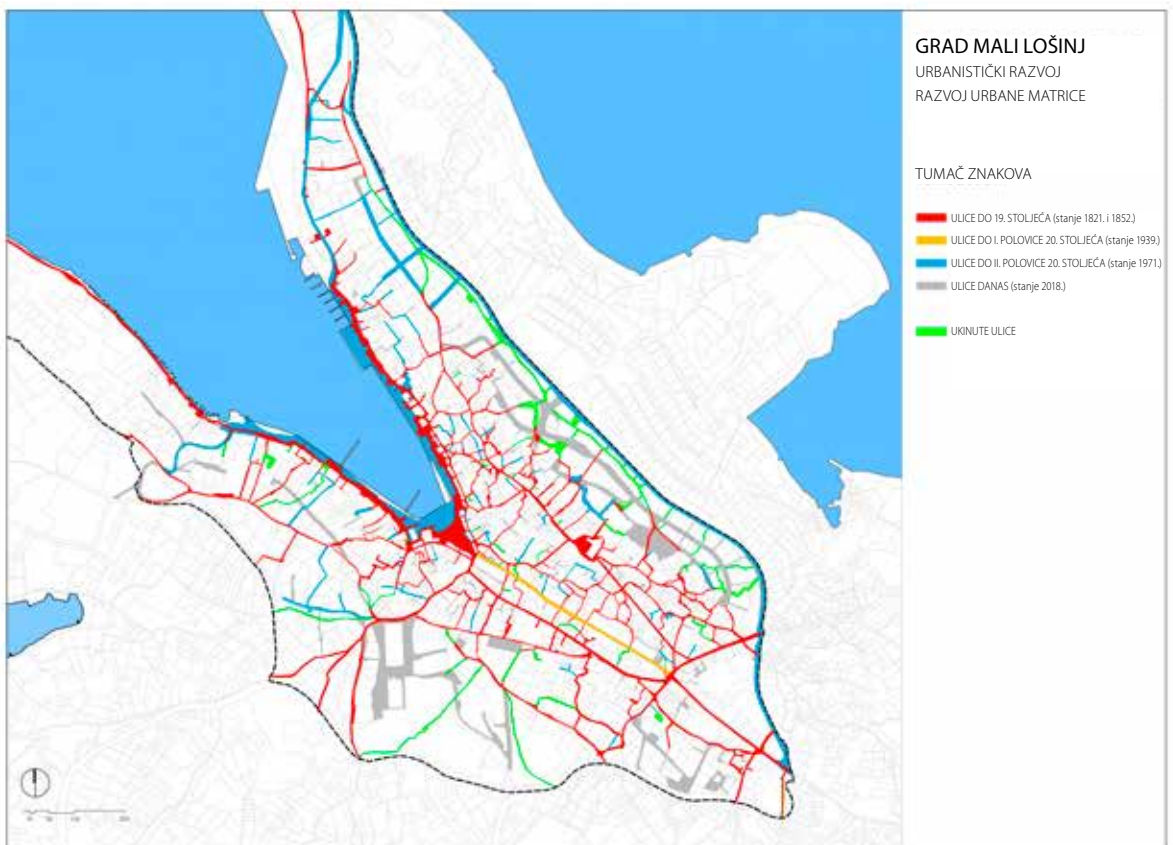 GRAD MALI LOŠINJ
URBANISTIČKI RAZVOJ
RAZVOJ URBANE MATRICE
TUMAČ ZNAKOVA
ULICE DO 19. STOLJEĆA (stanje 1821. i 1852.)
ULICE DO I. POLOVICE 20. STOLJEĆA (stanje 1939.)
ULICE DO II. POLOVICE 20. STOLJEĆA (stanje 1971.)
ULICE DANAS (stanje 2018.)
UKINUTE ULICE